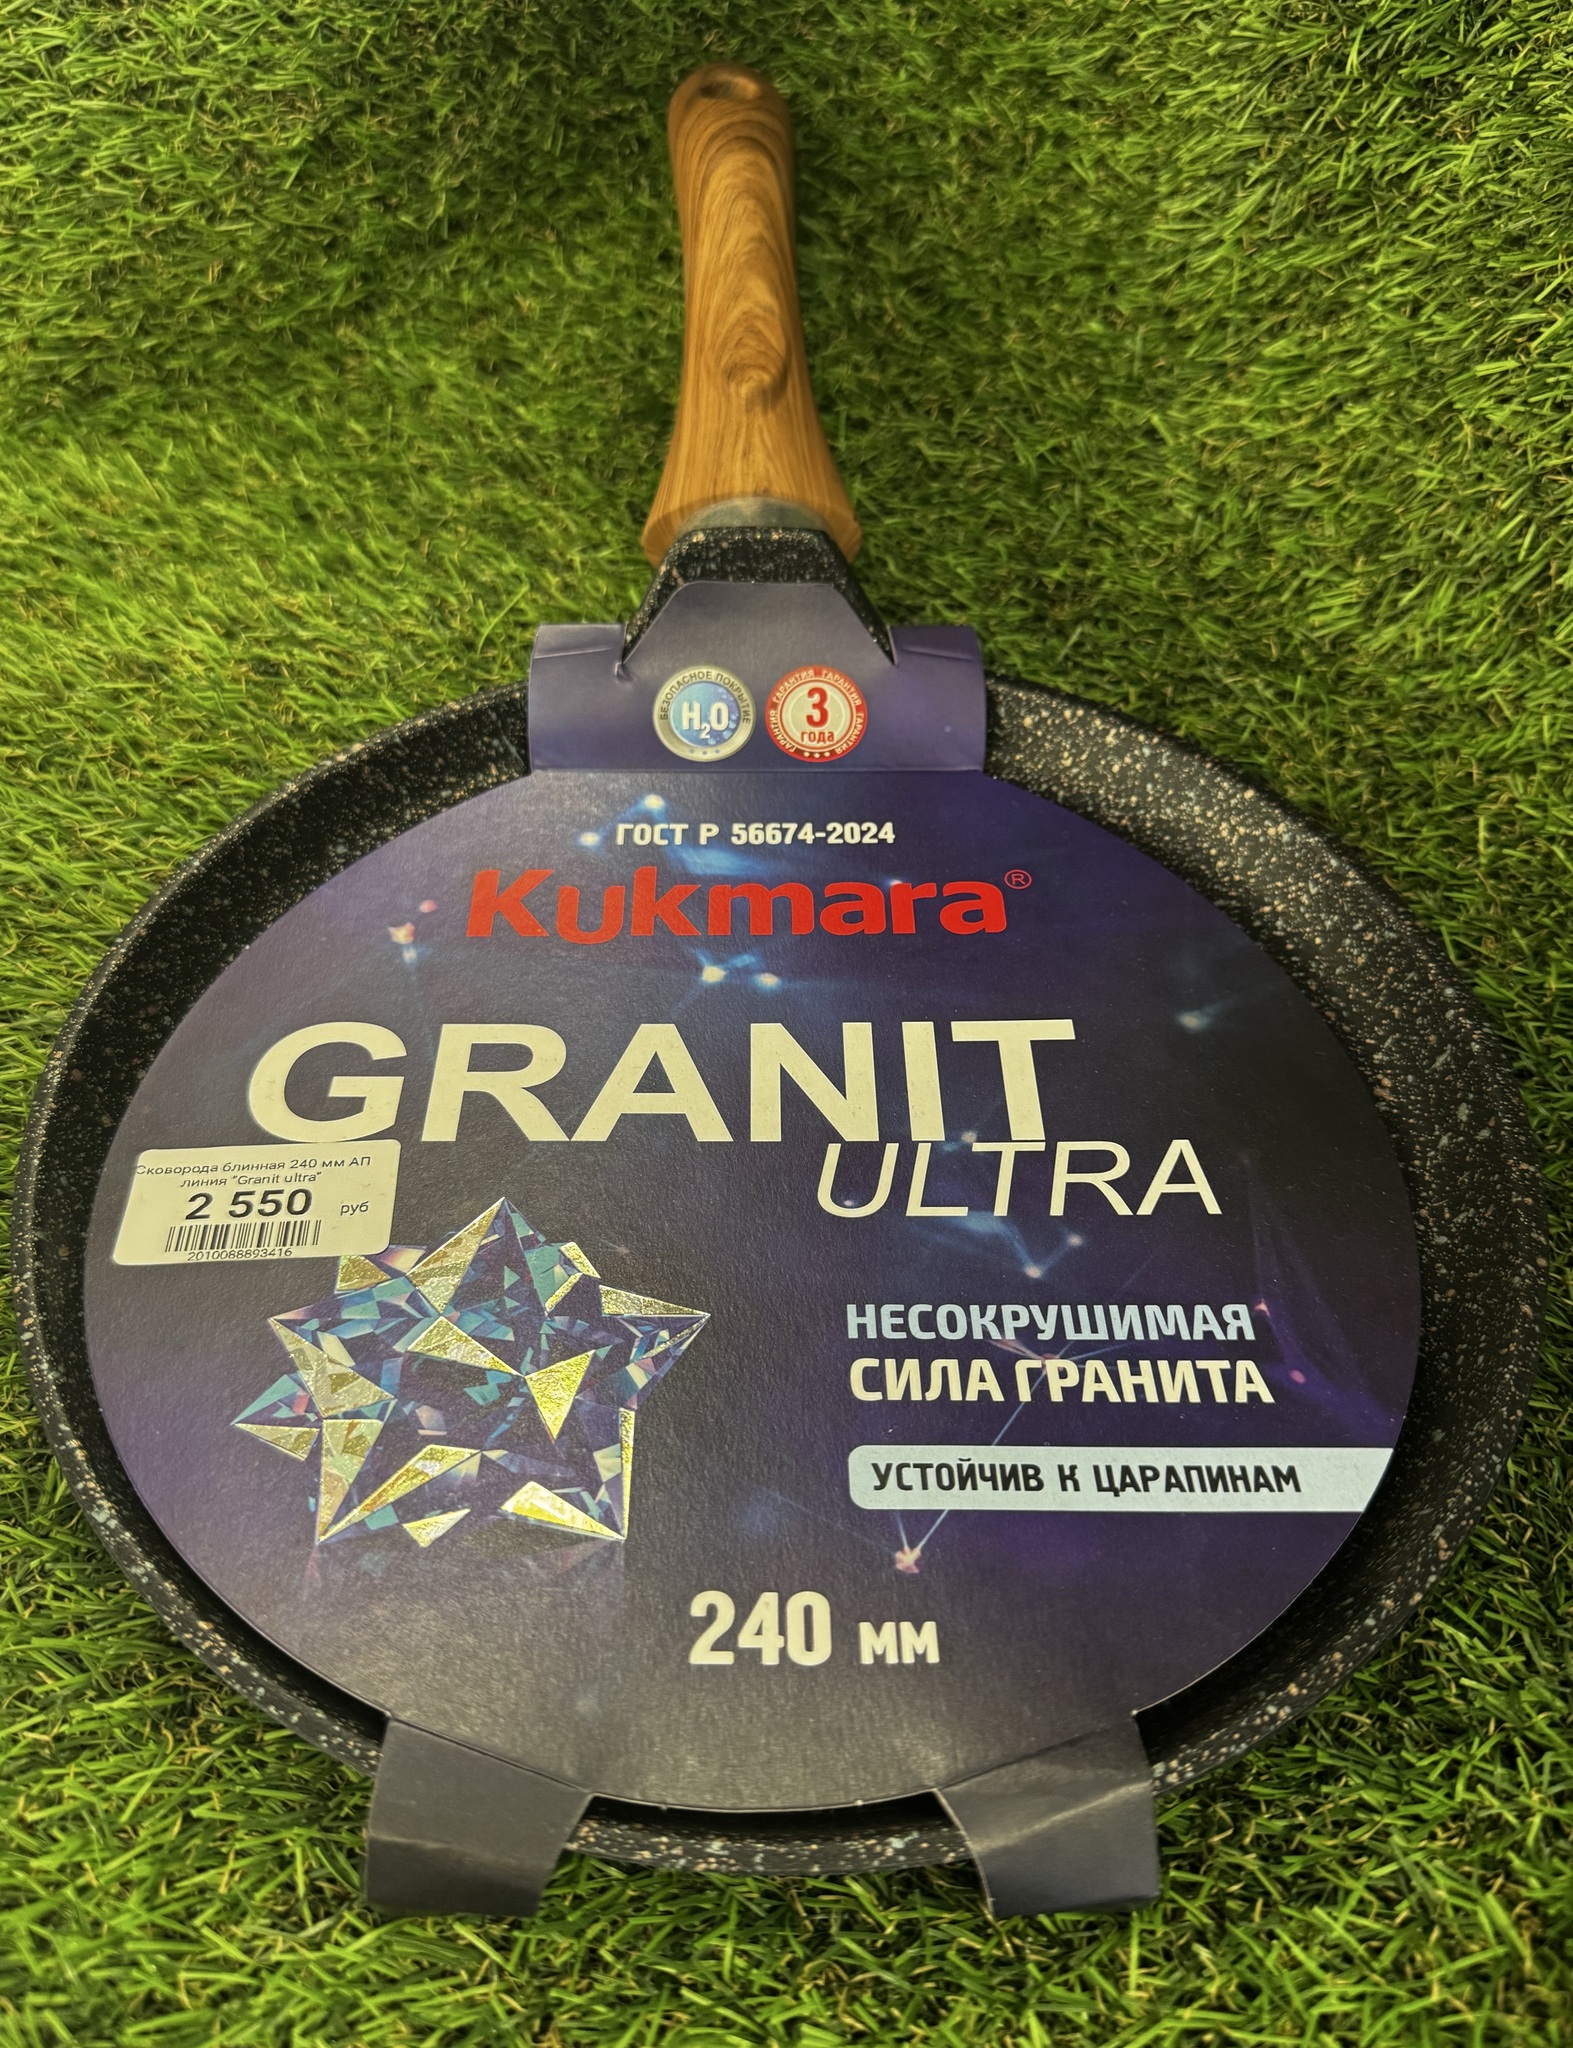 БЕЗОПАСНОЕ ПОКРЫТИЕ
H₂O
ГАРАНТИЯ ГАРАНТИЯ ГАРАНТИЯ ГАРАНТИЯ
3
года
ГОСТ Р 56674-2024
Kukmara®
GRANIT
ULTRA
Сковорода блинная 240 мм АП
линия "Granit ultra"
2 550 руб
2010088893416
НЕСОКРУШИМАЯ
СИЛА ГРАНИТА
УСТОЙЧИВ К ЦАРАПИНАМ
240 мм